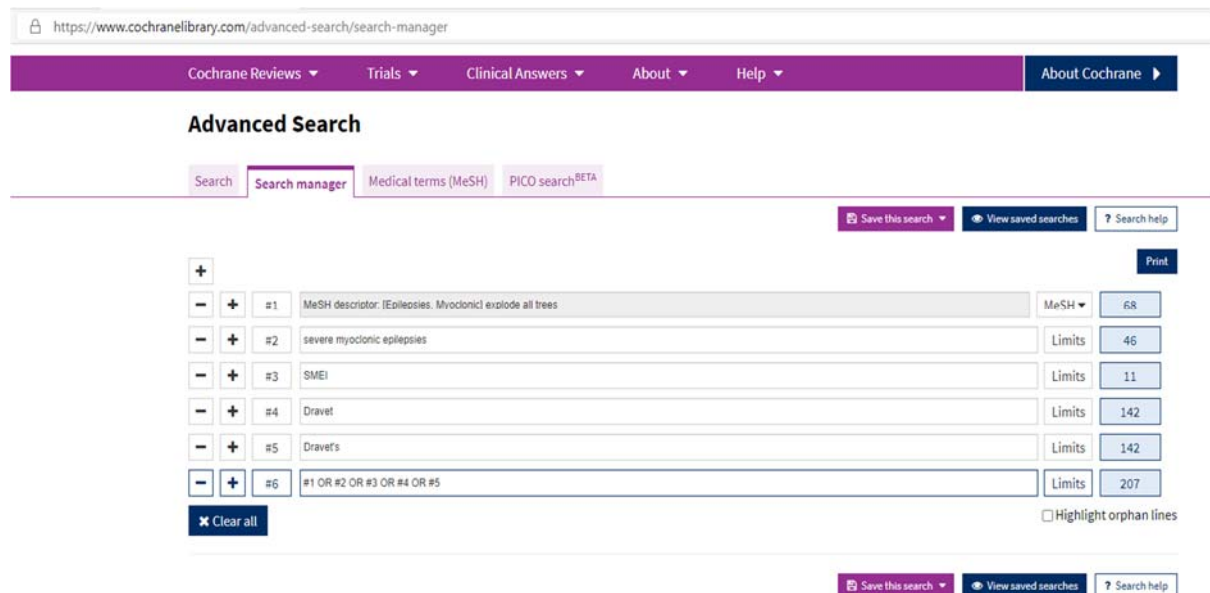 https://www.cochranelibrary.com/advanced-search/search-manager
Cochrane Reviews Trials Clinical Answers About Help About Cochrane
Advanced Search
Search Search manager Medical terms (MeSH) PICO search BETA
Save this search View saved searches ? Search help
Print
+
− + #1 MeSH descriptor: [Epilepsies, Myoclonic] explode all trees MeSH 68
− + #2 severe myoclonic epilepsies Limits 46
− + #3 SMEI Limits 11
− + #4 Dravet Limits 142
− + #5 Dravet's Limits 142
− + #6 #1 OR #2 OR #3 OR #4 OR #5 Limits 207
✖ Clear all Highlight orphan lines
Save this search View saved searches ? Search help